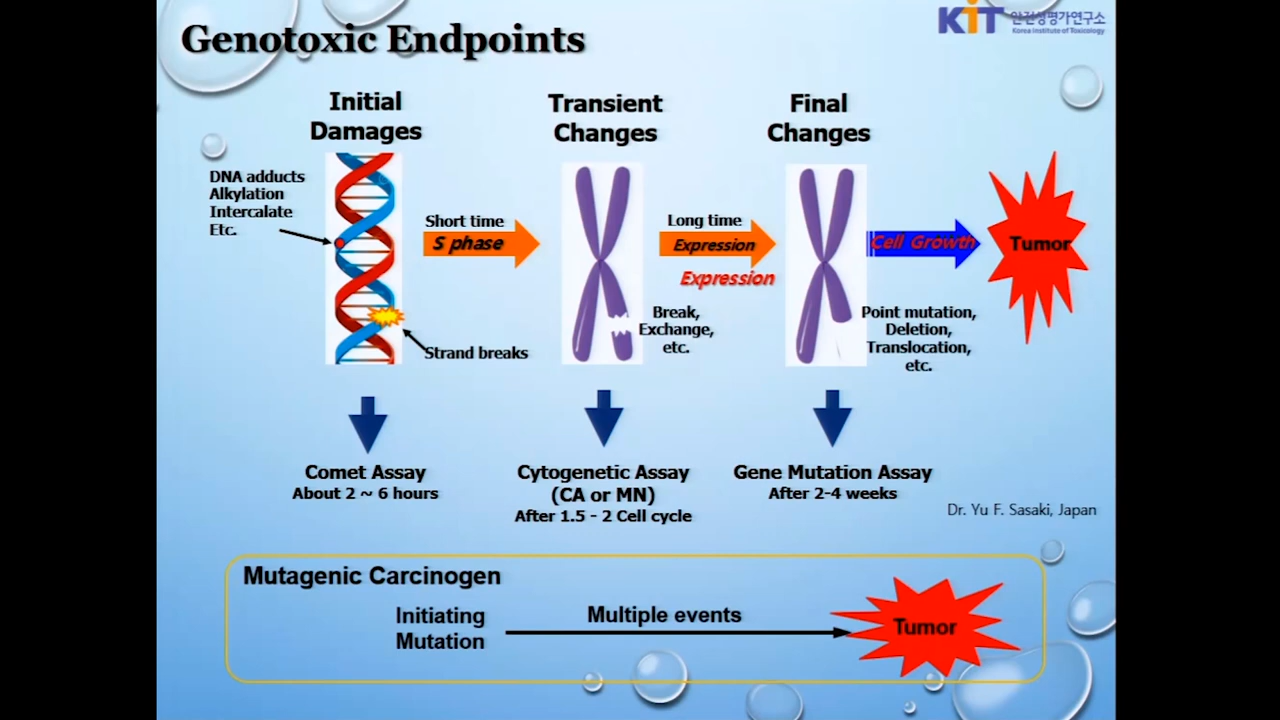 Genotoxic Endpoints
KiT 안전성평가연구소
Korea Institute of Toxicology
Initial
Damages
Transient
Changes
Final
Changes
DNA adducts
Alkylation
Intercalate
Etc.
Short time
S phase
Strand breaks
Long time
Expression
Expression
Break,
Exchange,
etc.
Cell Growth
Point mutation,
Deletion,
Translocation,
etc.
Tumor
Comet Assay
About 2 ~ 6 hours
Cytogenetic Assay
(CA or MN)
After 1.5 - 2 Cell cycle
Gene Mutation Assay
After 2-4 weeks
Dr. Yu F. Sasaki, Japan
Mutagenic Carcinogen
Initiating
Mutation
Multiple events
Tumor